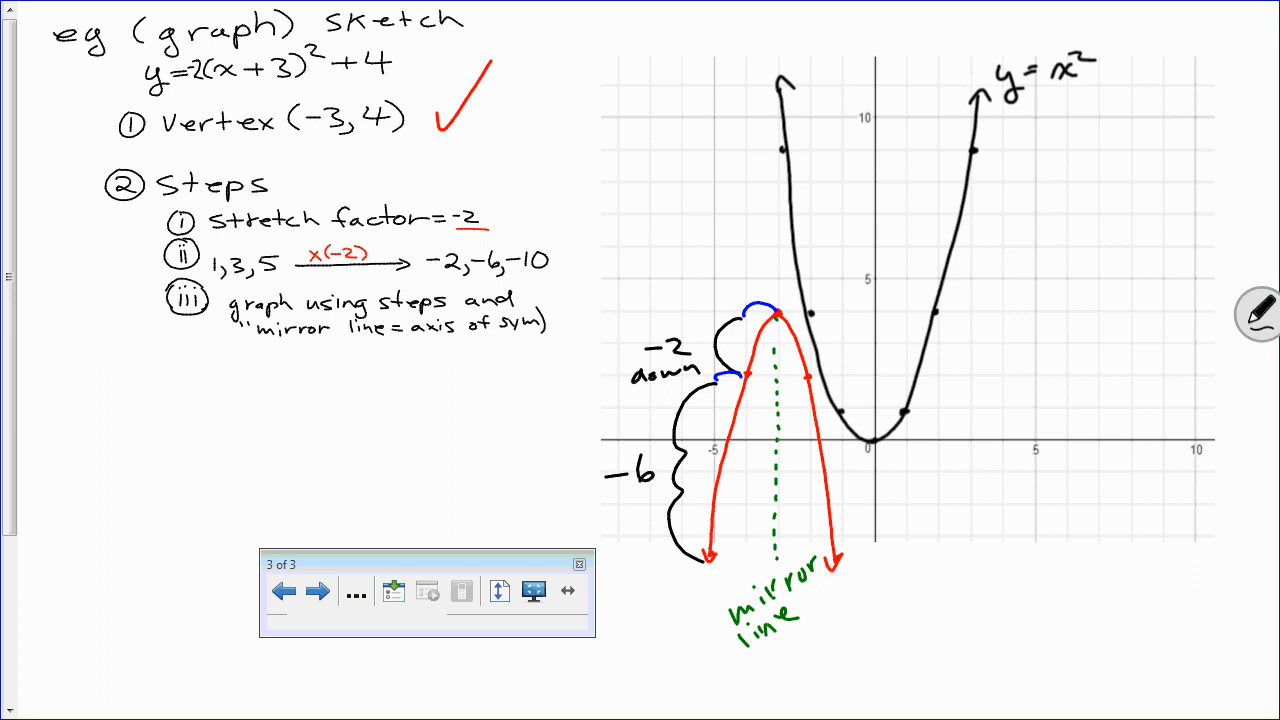 eg (graph) sketch
y=-2(x+3)²+4
① vertex (-3,4) ✓
② Steps
ⓘ stretch factor = -2
ⓘⓘ 1,3,5 x(-2) → -2,-6,-10
ⓘⓘⓘ graph using steps and
"mirror line = axis of sym)
y = x²
10
5
-5
0
5
10
-2
down
-6
mirror
line
3 of 3
...